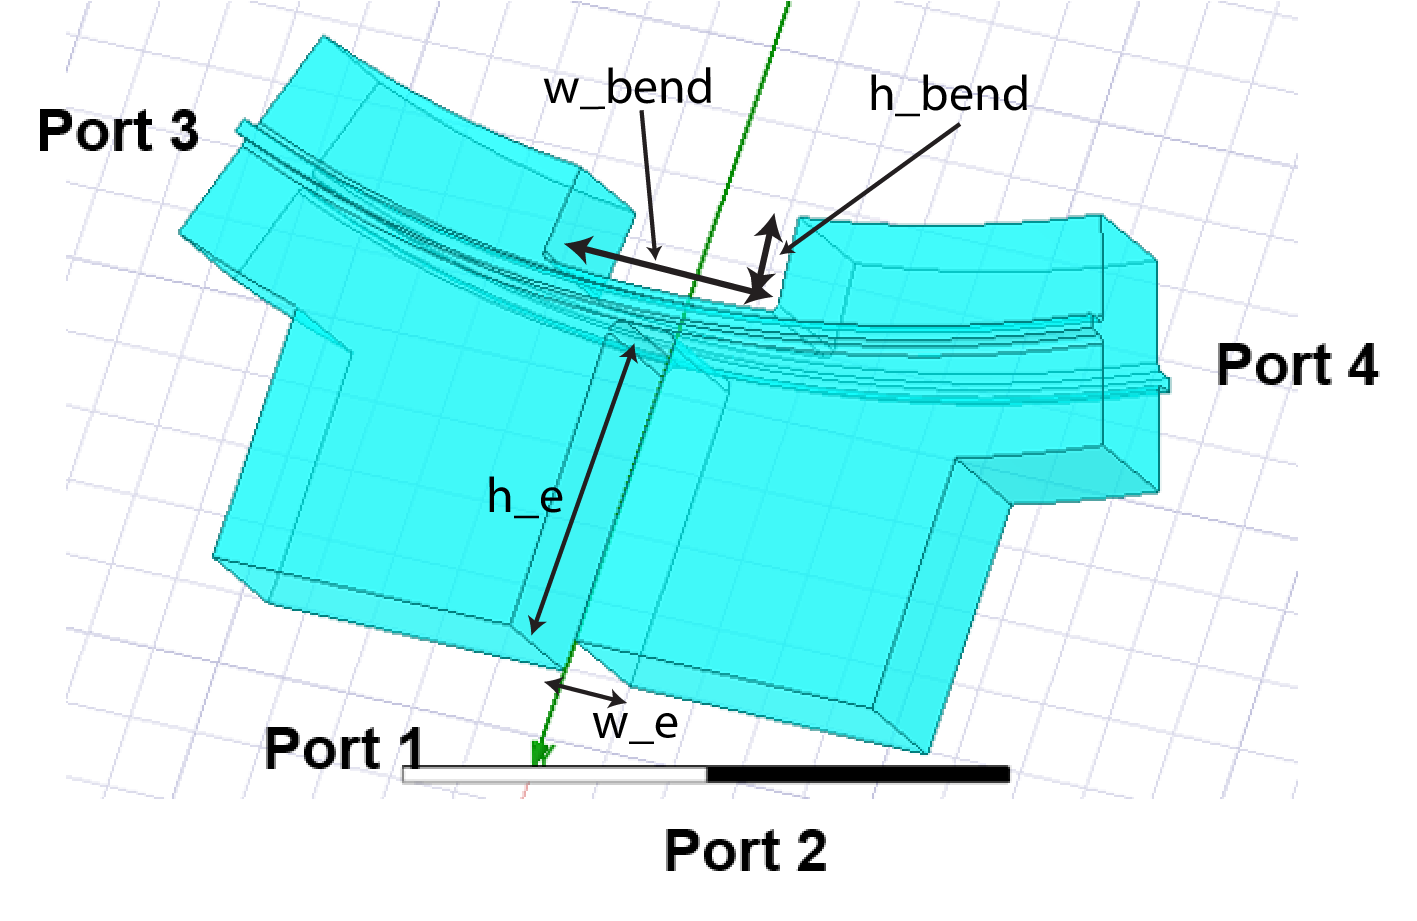 w_bend
h_bend
Port 3
Port 4
h_e
w_e
Port 1
Port 2